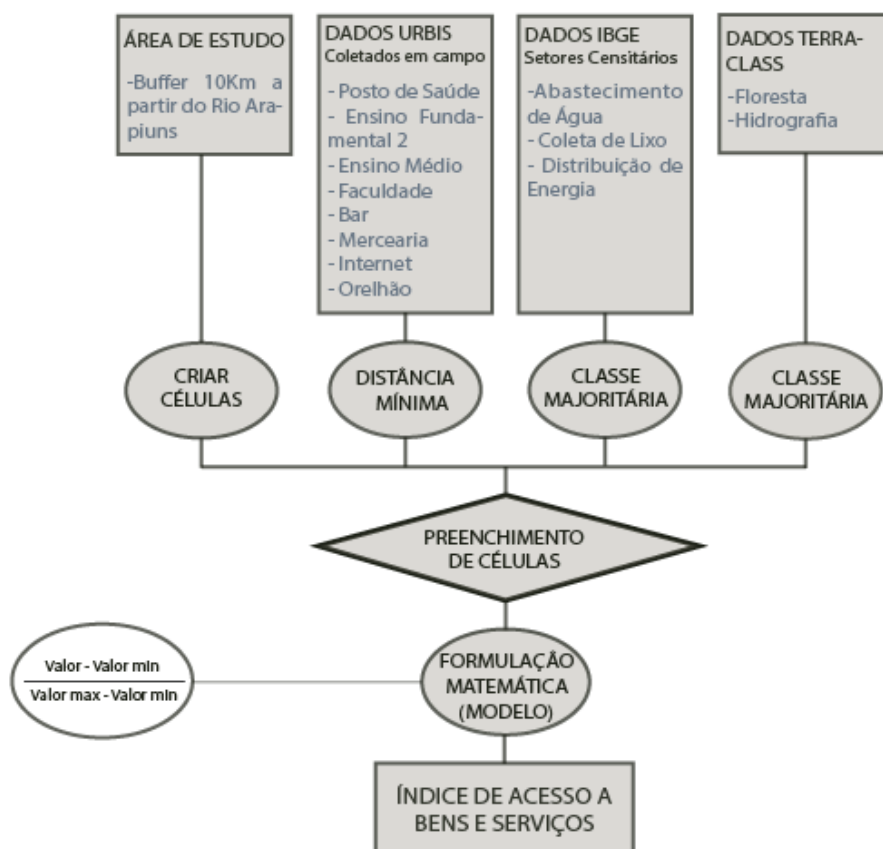 ÁREA DE ESTUDO
-Buffer 10Km a
partir do Rio Ara-
piuns
DADOS URBIS
Coletados em campo
- Posto de Saúde
- Ensino Funda-
mental 2
- Ensino Médio
- Faculdade
- Bar
- Mercearia
- Internet
- Orelhão
DADOS IBGE
Setores Censitários
-Abastecimento
de Água
- Coleta de Lixo
- Distribuição de
Energia
DADOS TERRA-
CLASS
-Floresta
-Hidrografia
CRIAR
CÉLULAS
DISTÂNCIA
MÍNIMA
CLASSE
MAJORITÁRIA
CLASSE
MAJORITÁRIA
PREENCHIMENTO
DE CÉLULAS
Valor - Valor min
Valor max - Valor min
FORMULAÇÃO
MATEMÁTICA
(MODELO)
ÍNDICE DE ACESSO A
BENS E SERVIÇOS